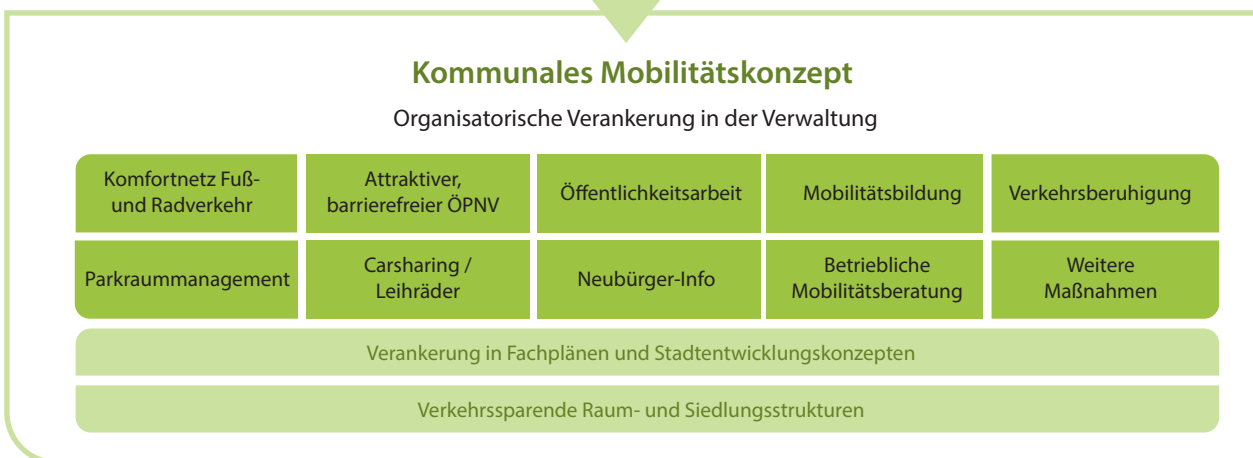 Kommunales Mobilitätskonzept
Organisatorische Verankerung in der Verwaltung
Komfortnetz Fuß-
und Radverkehr
Attraktiver,
barrierefreier ÖPNV
Öffentlichkeitsarbeit
Mobilitätsbildung
Verkehrsberuhigung
Parkraummanagement
Carsharing /
Leihräder
Neubürger-Info
Betriebliche
Mobilitätsberatung
Weitere
Maßnahmen
Verankerung in Fachplänen und Stadtentwicklungskonzepten
Verkehrssparende Raum- und Siedlungsstrukturen